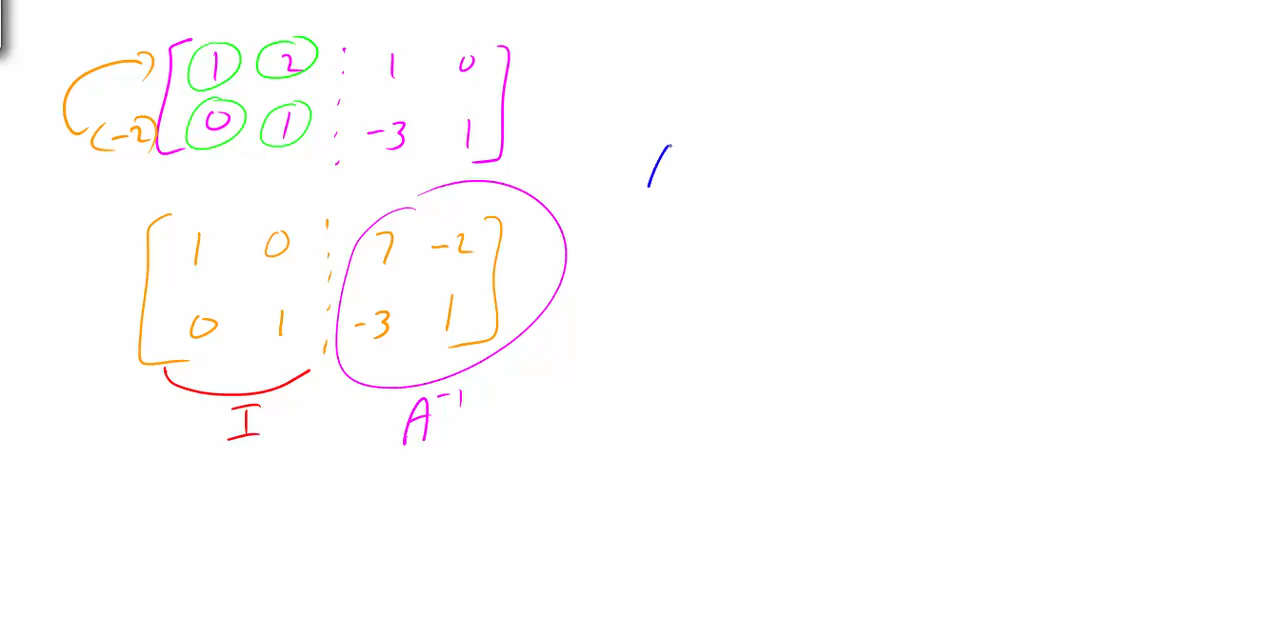 1 2 ⋮ 1 0
(-2) 0 1 ⋮ -3 1
1 0 ⋮ 7 -2
0 1 ⋮ -3 1
I A⁻¹